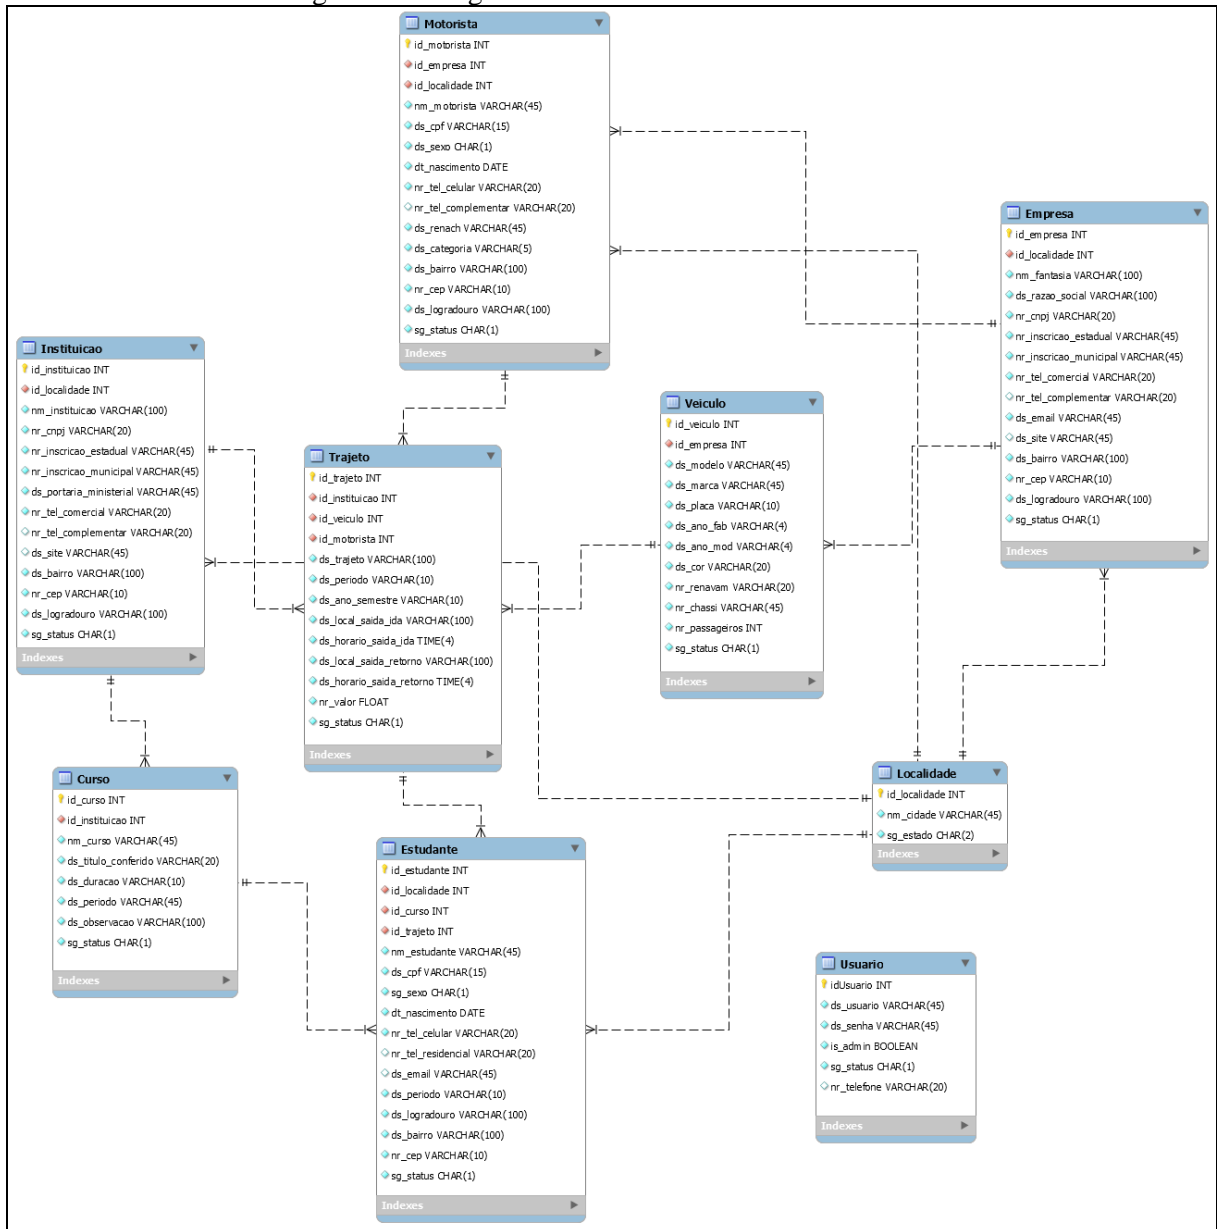 Motorista
id_motorista INT
id_empresa INT
id_localidade INT
nm_motorista VARCHAR(45)
ds_cpf VARCHAR(15)
ds_sexo CHAR(1)
dt_nascimento DATE
nr_tel_celular VARCHAR(20)
nr_tel_complementar VARCHAR(20)
ds_renach VARCHAR(45)
ds_categoria VARCHAR(5)
ds_bairro VARCHAR(100)
nr_cep VARCHAR(10)
ds_logradouro VARCHAR(100)
sg_status CHAR(1)
Indexes
Empresa
id_empresa INT
id_localidade INT
nm_fantasia VARCHAR(100)
ds_razao_social VARCHAR(100)
nr_cnpj VARCHAR(20)
nr_inscricao_estadual VARCHAR(45)
nr_inscricao_municipal VARCHAR(45)
nr_tel_comercial VARCHAR(20)
nr_tel_complementar VARCHAR(20)
ds_email VARCHAR(45)
ds_site VARCHAR(45)
ds_bairro VARCHAR(100)
nr_cep VARCHAR(10)
ds_logradouro VARCHAR(100)
sg_status CHAR(1)
Indexes
Instituicao
id_instituicao INT
id_localidade INT
nm_instituicao VARCHAR(100)
nr_cnpj VARCHAR(20)
nr_inscricao_estadual VARCHAR(45)
nr_inscricao_municipal VARCHAR(45)
ds_portaria_ministerial VARCHAR(45)
nr_tel_comercial VARCHAR(20)
nr_tel_complementar VARCHAR(20)
ds_site VARCHAR(45)
ds_bairro VARCHAR(100)
nr_cep VARCHAR(10)
ds_logradouro VARCHAR(100)
sg_status CHAR(1)
Indexes
Veiculo
id_veiculo INT
id_empresa INT
ds_modelo VARCHAR(45)
ds_marca VARCHAR(45)
ds_placa VARCHAR(10)
ds_ano_fab VARCHAR(4)
ds_ano_mod VARCHAR(4)
ds_cor VARCHAR(20)
nr_renavam VARCHAR(20)
nr_chassi VARCHAR(45)
nr_passageiros INT
sg_status CHAR(1)
Indexes
Trajeto
id_trajeto INT
id_instituicao INT
id_veiculo INT
id_motorista INT
ds_trajeto VARCHAR(100)
ds_periodo VARCHAR(10)
ds_ano_semestre VARCHAR(10)
ds_local_saida_ida VARCHAR(100)
ds_horario_saida_ida TIME(4)
ds_local_saida_retorno VARCHAR(100)
ds_horario_saida_retorno TIME(4)
nr_valor FLOAT
sg_status CHAR(1)
Indexes
Curso
id_curso INT
id_instituicao INT
nm_curso VARCHAR(45)
ds_titulo_conferido VARCHAR(20)
ds_duracao VARCHAR(10)
ds_periodo VARCHAR(45)
ds_observacao VARCHAR(100)
sg_status CHAR(1)
Indexes
Localidade
id_localidade INT
nm_cidade VARCHAR(45)
sg_estado CHAR(2)
Indexes
Estudante
id_estudante INT
id_localidade INT
id_curso INT
id_trajeto INT
nm_estudante VARCHAR(45)
ds_cpf VARCHAR(15)
sg_sexo CHAR(1)
dt_nascimento DATE
nr_tel_celular VARCHAR(20)
nr_tel_residencial VARCHAR(20)
ds_email VARCHAR(45)
ds_periodo VARCHAR(10)
ds_logradouro VARCHAR(100)
ds_bairro VARCHAR(100)
nr_cep VARCHAR(10)
sg_status CHAR(1)
Indexes
Usuario
idUsuario INT
ds_usuario VARCHAR(45)
ds_senha VARCHAR(45)
is_admin BOOLEAN
sg_status CHAR(1)
nr_telefone VARCHAR(20)
Indexes